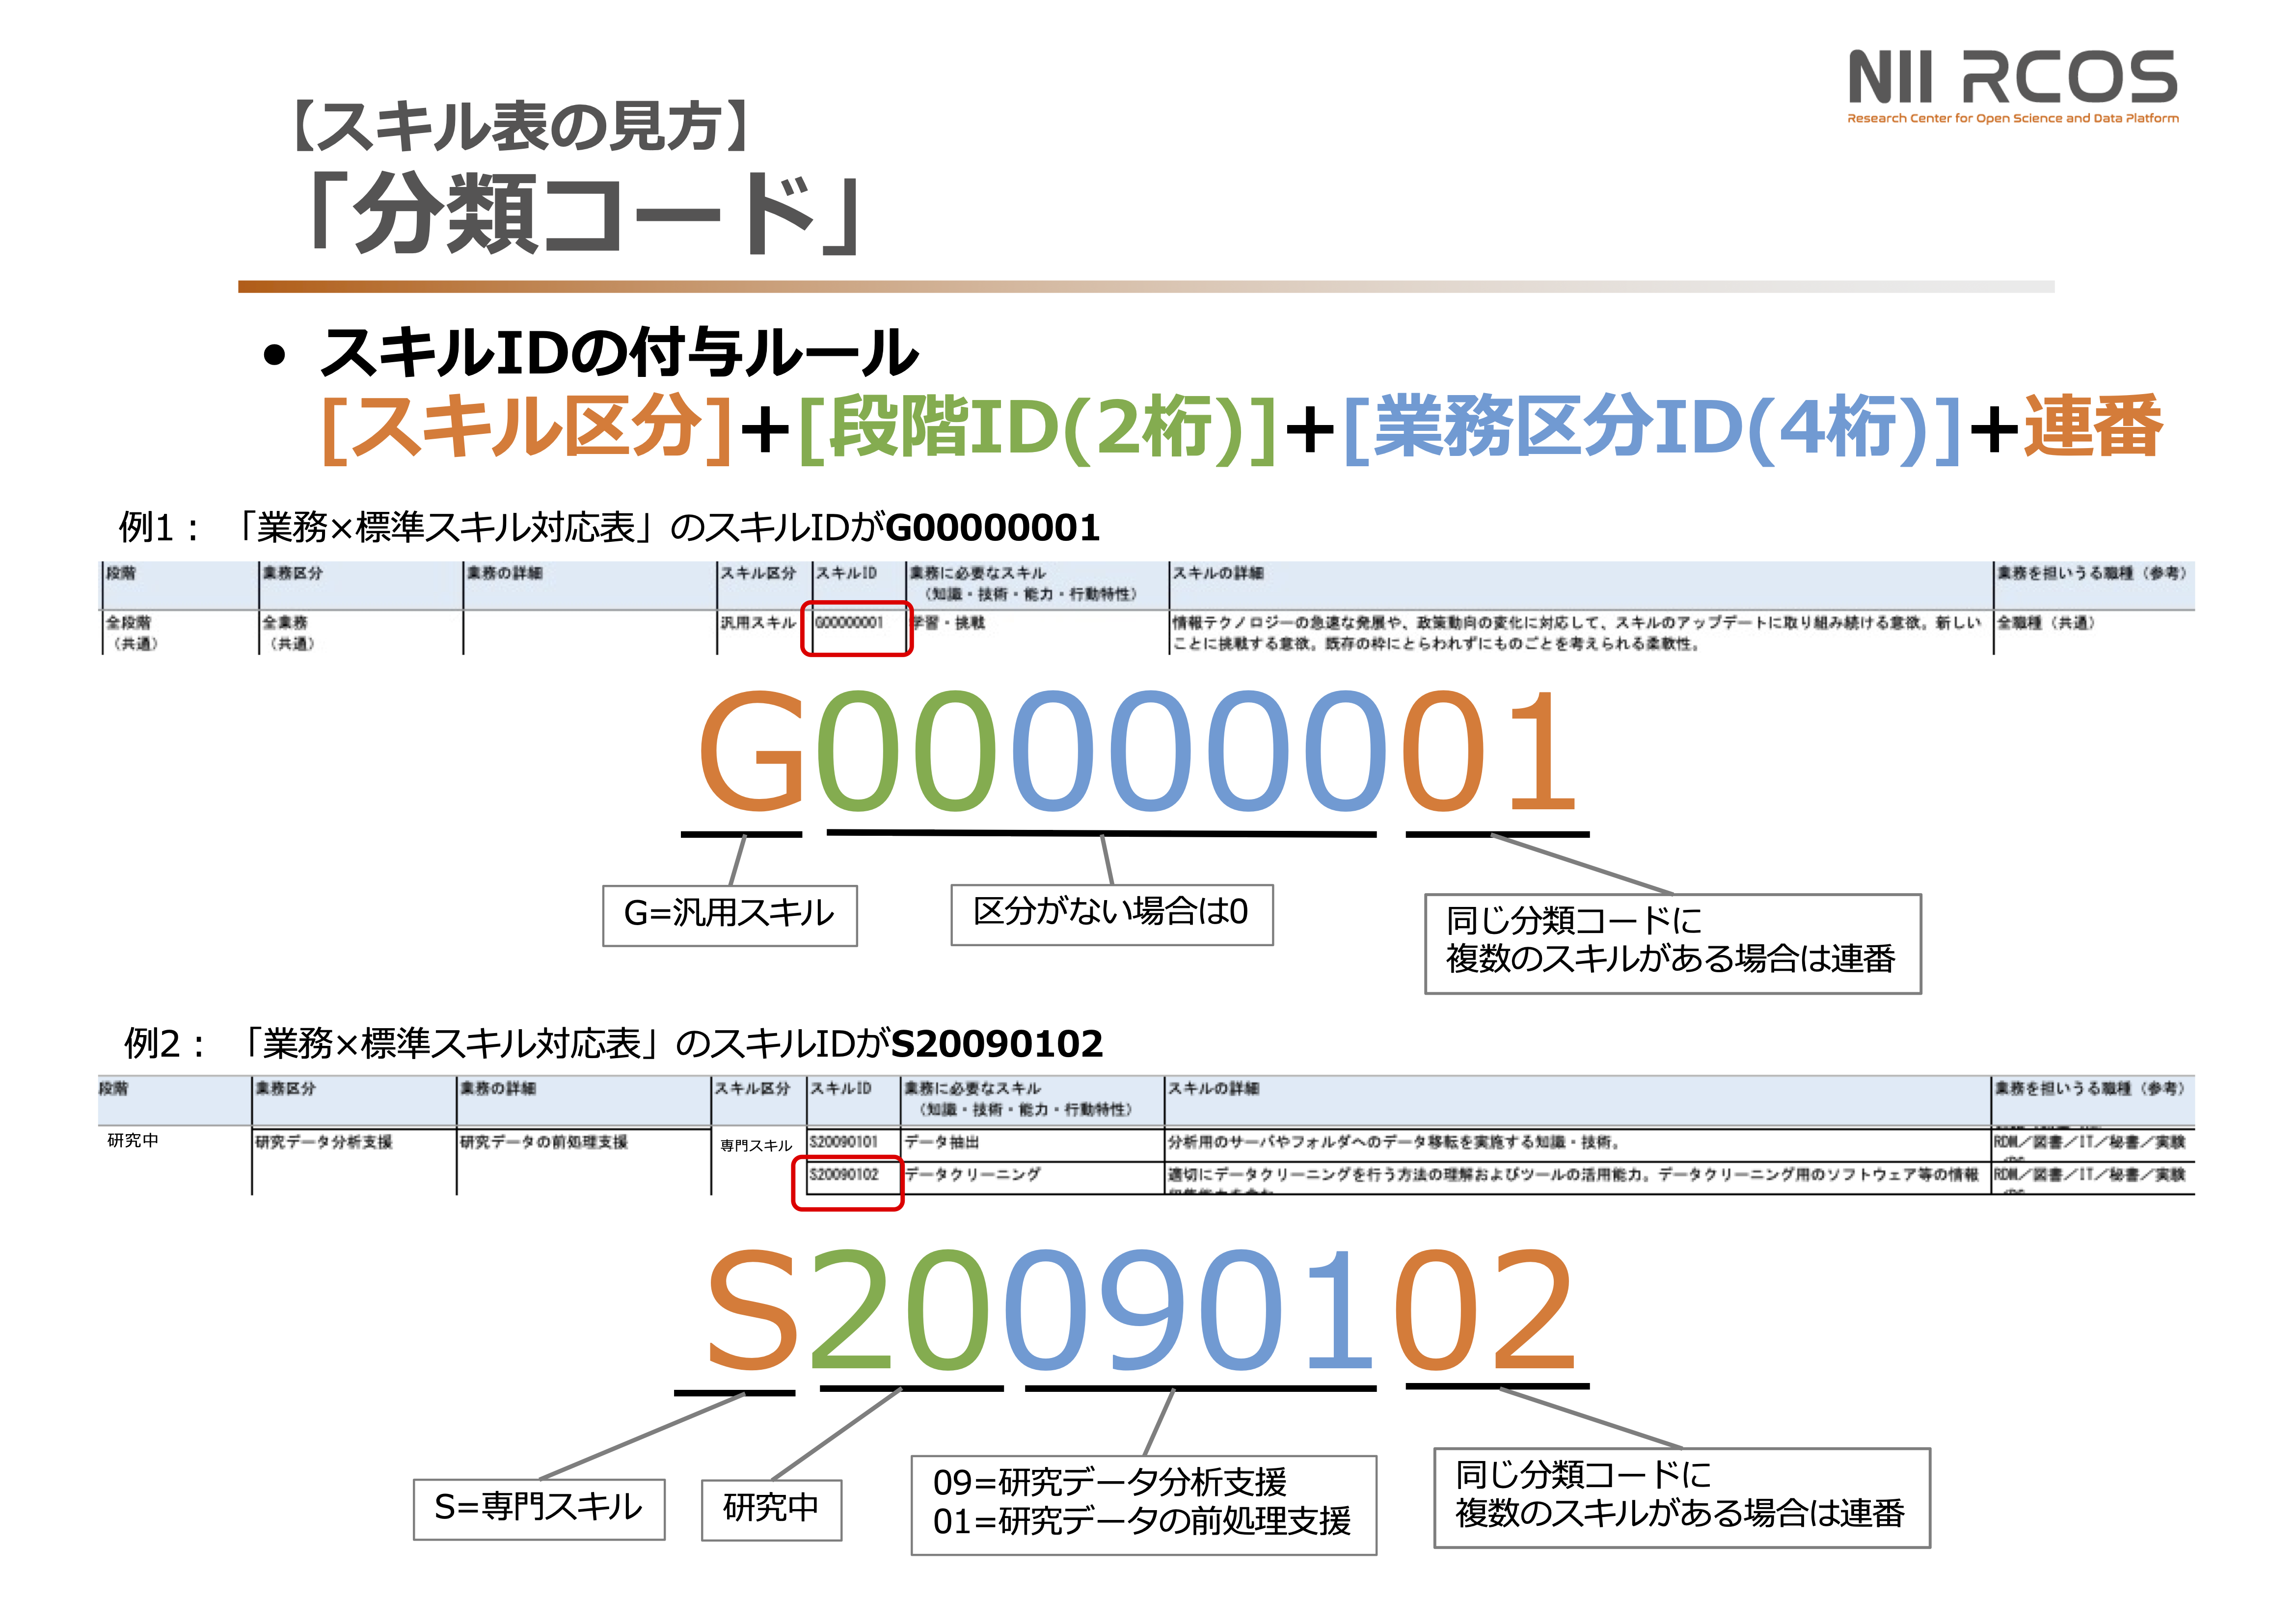 NII RCOS
Research Center for Open Science and Data Platform
【スキル表の見方】
「分類コード」
• スキルIDの付与ルール
[スキル区分]+[段階ID(2桁)]+[業務区分ID(4桁)]+連番
例1：「業務×標準スキル対応表」のスキルIDがG00000001
段階 業務区分 業務の詳細 スキル区分 スキルID 業務に必要なスキル スキルの詳細 業務を担いうる職種（参考）
（知識・技術・能力・行動特性）
全段階 全業務 汎用スキル G00000001 学習・挑戦 情報テクノロジーの急速な発展や、政策動向の変化に対応して、スキルのアップデートに取り組み続ける意欲。新しい 全職種（共通）
（共通） （共通） ことに挑戦する意欲。既存の枠にとらわれずにものごとを考えられる柔軟性。
G00000001
G=汎用スキル
区分がない場合は0
同じ分類コードに
複数のスキルがある場合は連番
例2：「業務×標準スキル対応表」のスキルIDがS20090102
段階 業務区分 業務の詳細 スキル区分 スキルID 業務に必要なスキル スキルの詳細 業務を担いうる職種（参考）
（知識・技術・能力・行動特性）
研究中 研究データ分析支援 研究データの前処理支援 専門スキル S20090101 データ抽出 分析用のサーバやフォルダへのデータ移転を実施する知識・技術。 RDM／図書／IT／秘書／実験
S20090102 データクリーニング 適切にデータクリーニングを行う方法の理解およびツールの活用能力。データクリーニング用のソフトウェア等の情報 RDM／図書／IT／秘書／実験
S20090102
S=専門スキル
研究中
09=研究データ分析支援
01=研究データの前処理支援
同じ分類コードに
複数のスキルがある場合は連番